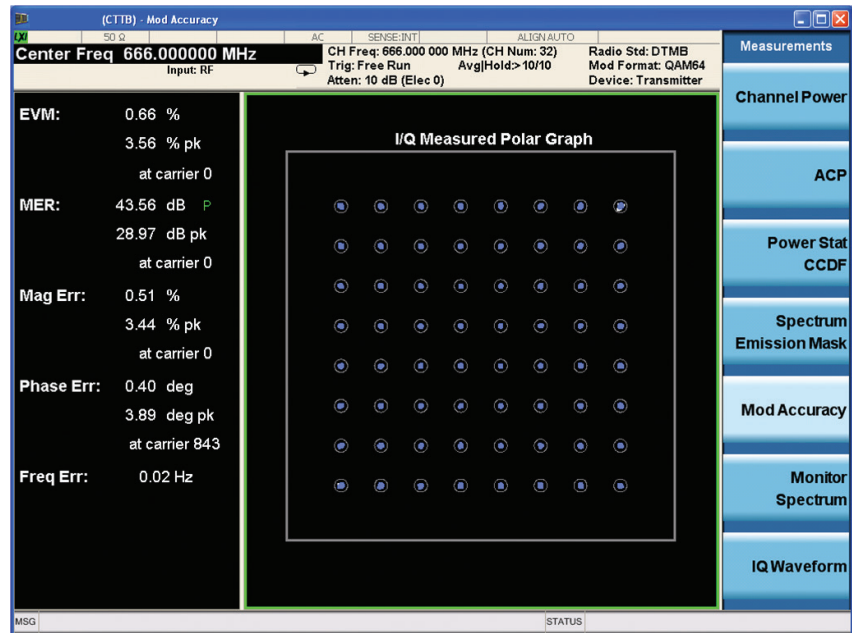 (CTTB) - Mod Accuracy
LXI 50 Ω AC SENSE:INT ALIGN AUTO
Center Freq 666.000000 MHz
Input: RF
CH Freq: 666.000 000 MHz (CH Num: 32)
Trig: Free Run Avg|Hold:> 10/10
Atten: 10 dB (Elec 0)
Radio Std: DTMB
Mod Format: QAM64
Device: Transmitter
EVM: 0.66 %
3.56 % pk
at carrier 0
MER: 43.56 dB P
28.97 dB pk
at carrier 0
Mag Err: 0.51 %
3.44 % pk
at carrier 0
Phase Err: 0.40 deg
3.89 deg pk
at carrier 843
Freq Err: 0.02 Hz
I/Q Measured Polar Graph
Measurements
Channel Power
ACP
Power Stat
CCDF
Spectrum
Emission Mask
Mod Accuracy
Monitor
Spectrum
IQ Waveform
MSG STATUS